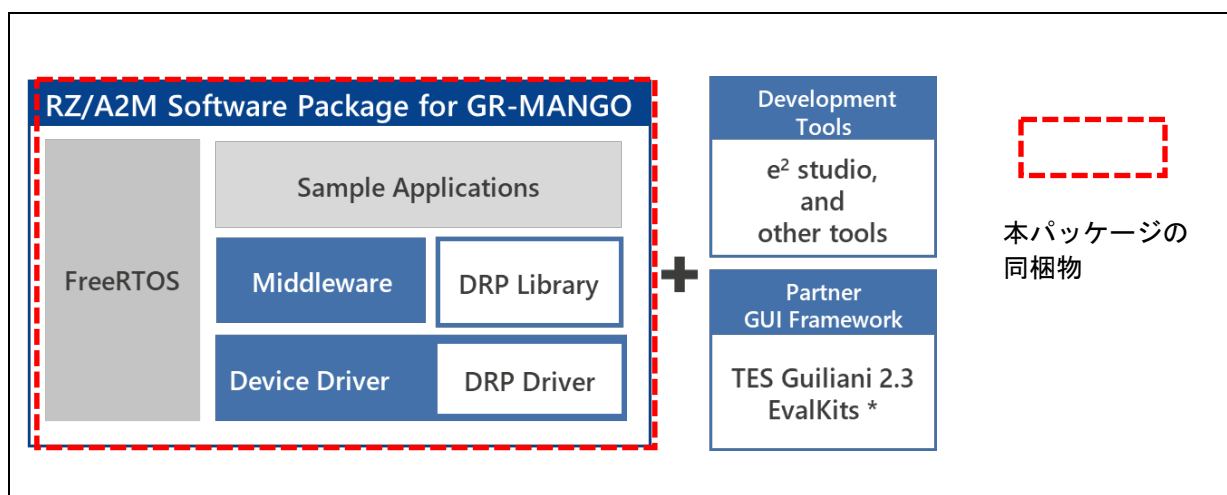 RZ/A2M Software Package for GR-MANGO
FreeRTOS
Sample Applications
Middleware
DRP Library
Device Driver
DRP Driver
+
Development
Tools
e² studio,
and
other tools
Partner
GUI Framework
TES Guiliani 2.3
EvalKits *
本パッケージの
同梱物